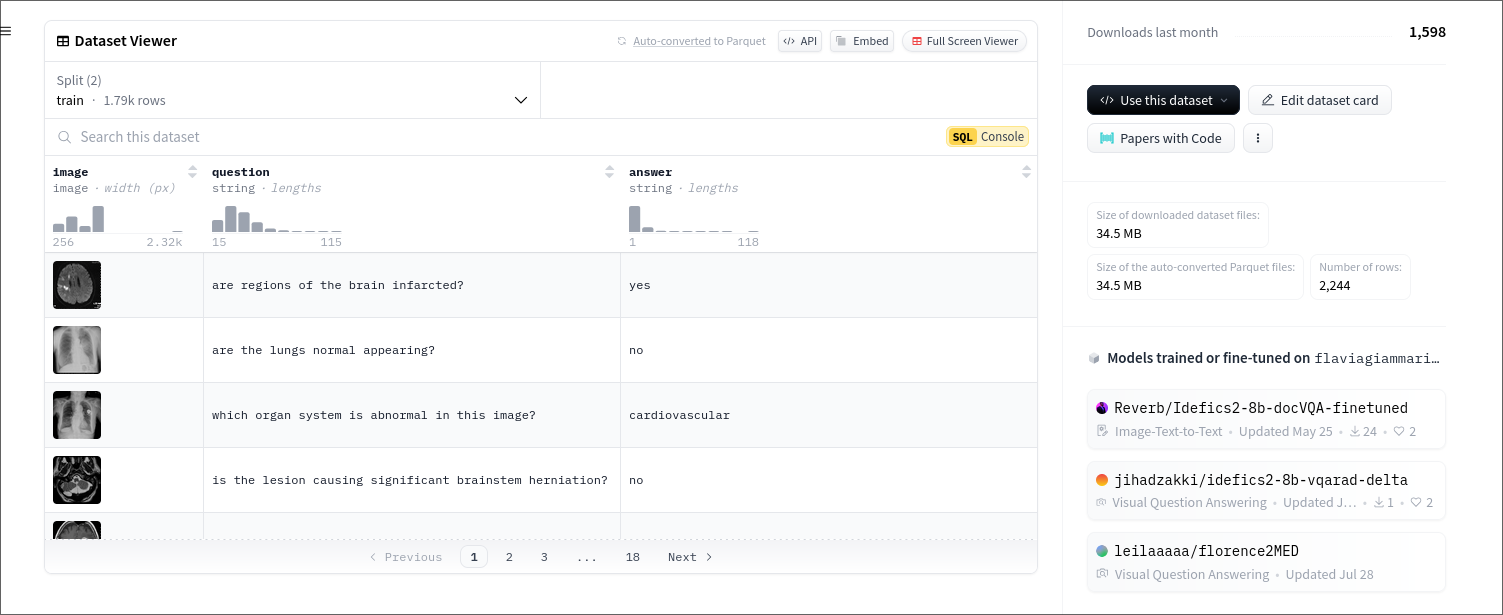 Dataset Viewer
Auto-converted to Parquet
API
Embed
Full Screen Viewer
Split (2)
train · 1.79k rows
Search this dataset
SQL Console
image
image · width (px)
256 2.32k
question
string · lengths
15 115
answer
string · lengths
1 118
are regions of the brain infarcted? yes
are the lungs normal appearing? no
which organ system is abnormal in this image? cardiovascular
is the lesion causing significant brainstem herniation? no
< Previous 1 2 3 ... 18 Next >
Downloads last month 1,598
</> Use this dataset
Edit dataset card
Papers with Code
Size of downloaded dataset files:
34.5 MB
Size of the auto-converted Parquet files:
34.5 MB
Number of rows:
2,244
Models trained or fine-tuned on flaviagiammari…
Reverb/Idefics2-8b-docVQA-finetuned
Image-Text-to-Text • Updated May 25 • 24 • 2
jihadzakki/idefics2-8b-vqarad-delta
Visual Question Answering • Updated J… • 1 • 2
leilaaaaa/florence2MED
Visual Question Answering • Updated Jul 28